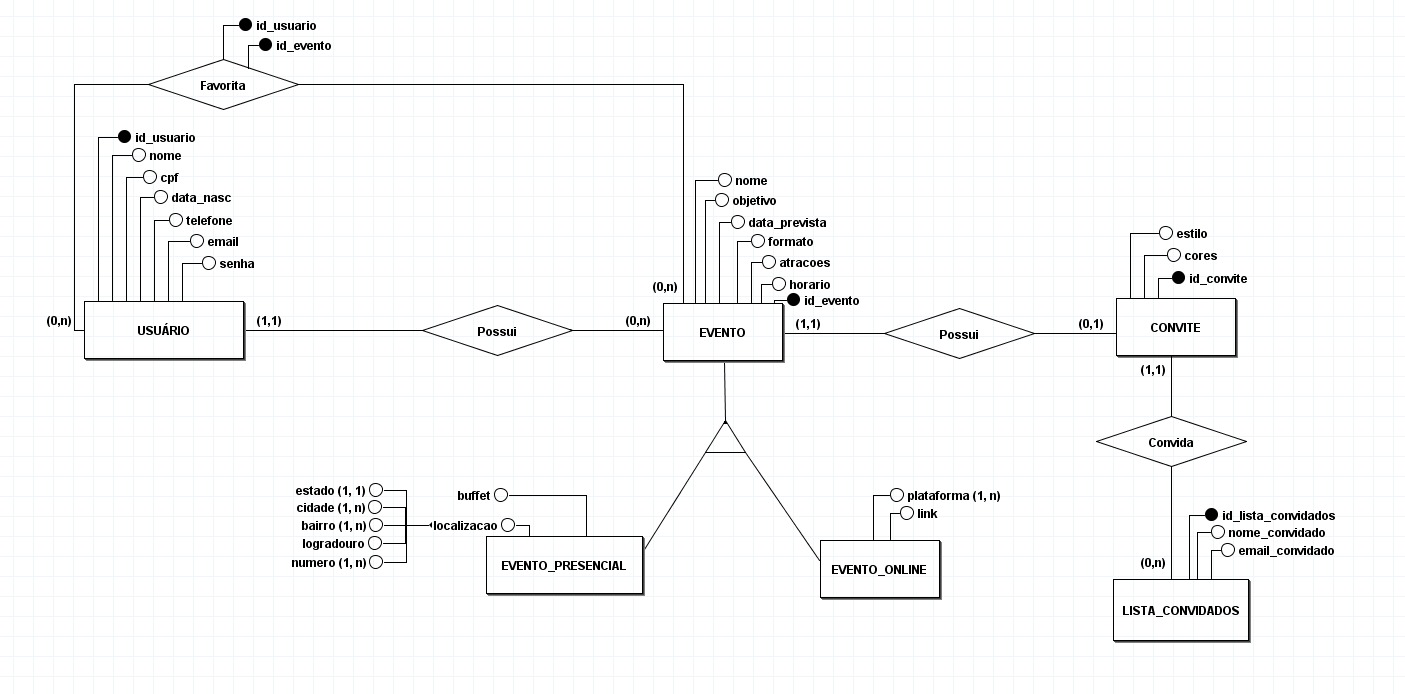 id_usuario
id_evento
Favorita
id_usuario
nome
cpf
data_nasc
telefone
email
senha
USUÁRIO
(0,n)
(1,1)
Possui
(0,n)
(0,n)
nome
objetivo
data_prevista
formato
atracoes
horario
id_evento
EVENTO
(1,1)
Possui
(0,1)
estilo
cores
id_convite
CONVITE
(1,1)
Convida
(0,n)
id_lista_convidados
nome_convidado
email_convidado
LISTA_CONVIDADOS
estado (1, 1)
cidade (1, n)
bairro (1, n)
logradouro
numero (1, n)
buffet
localizacao
EVENTO_PRESENCIAL
plataforma (1, n)
link
EVENTO_ONLINE